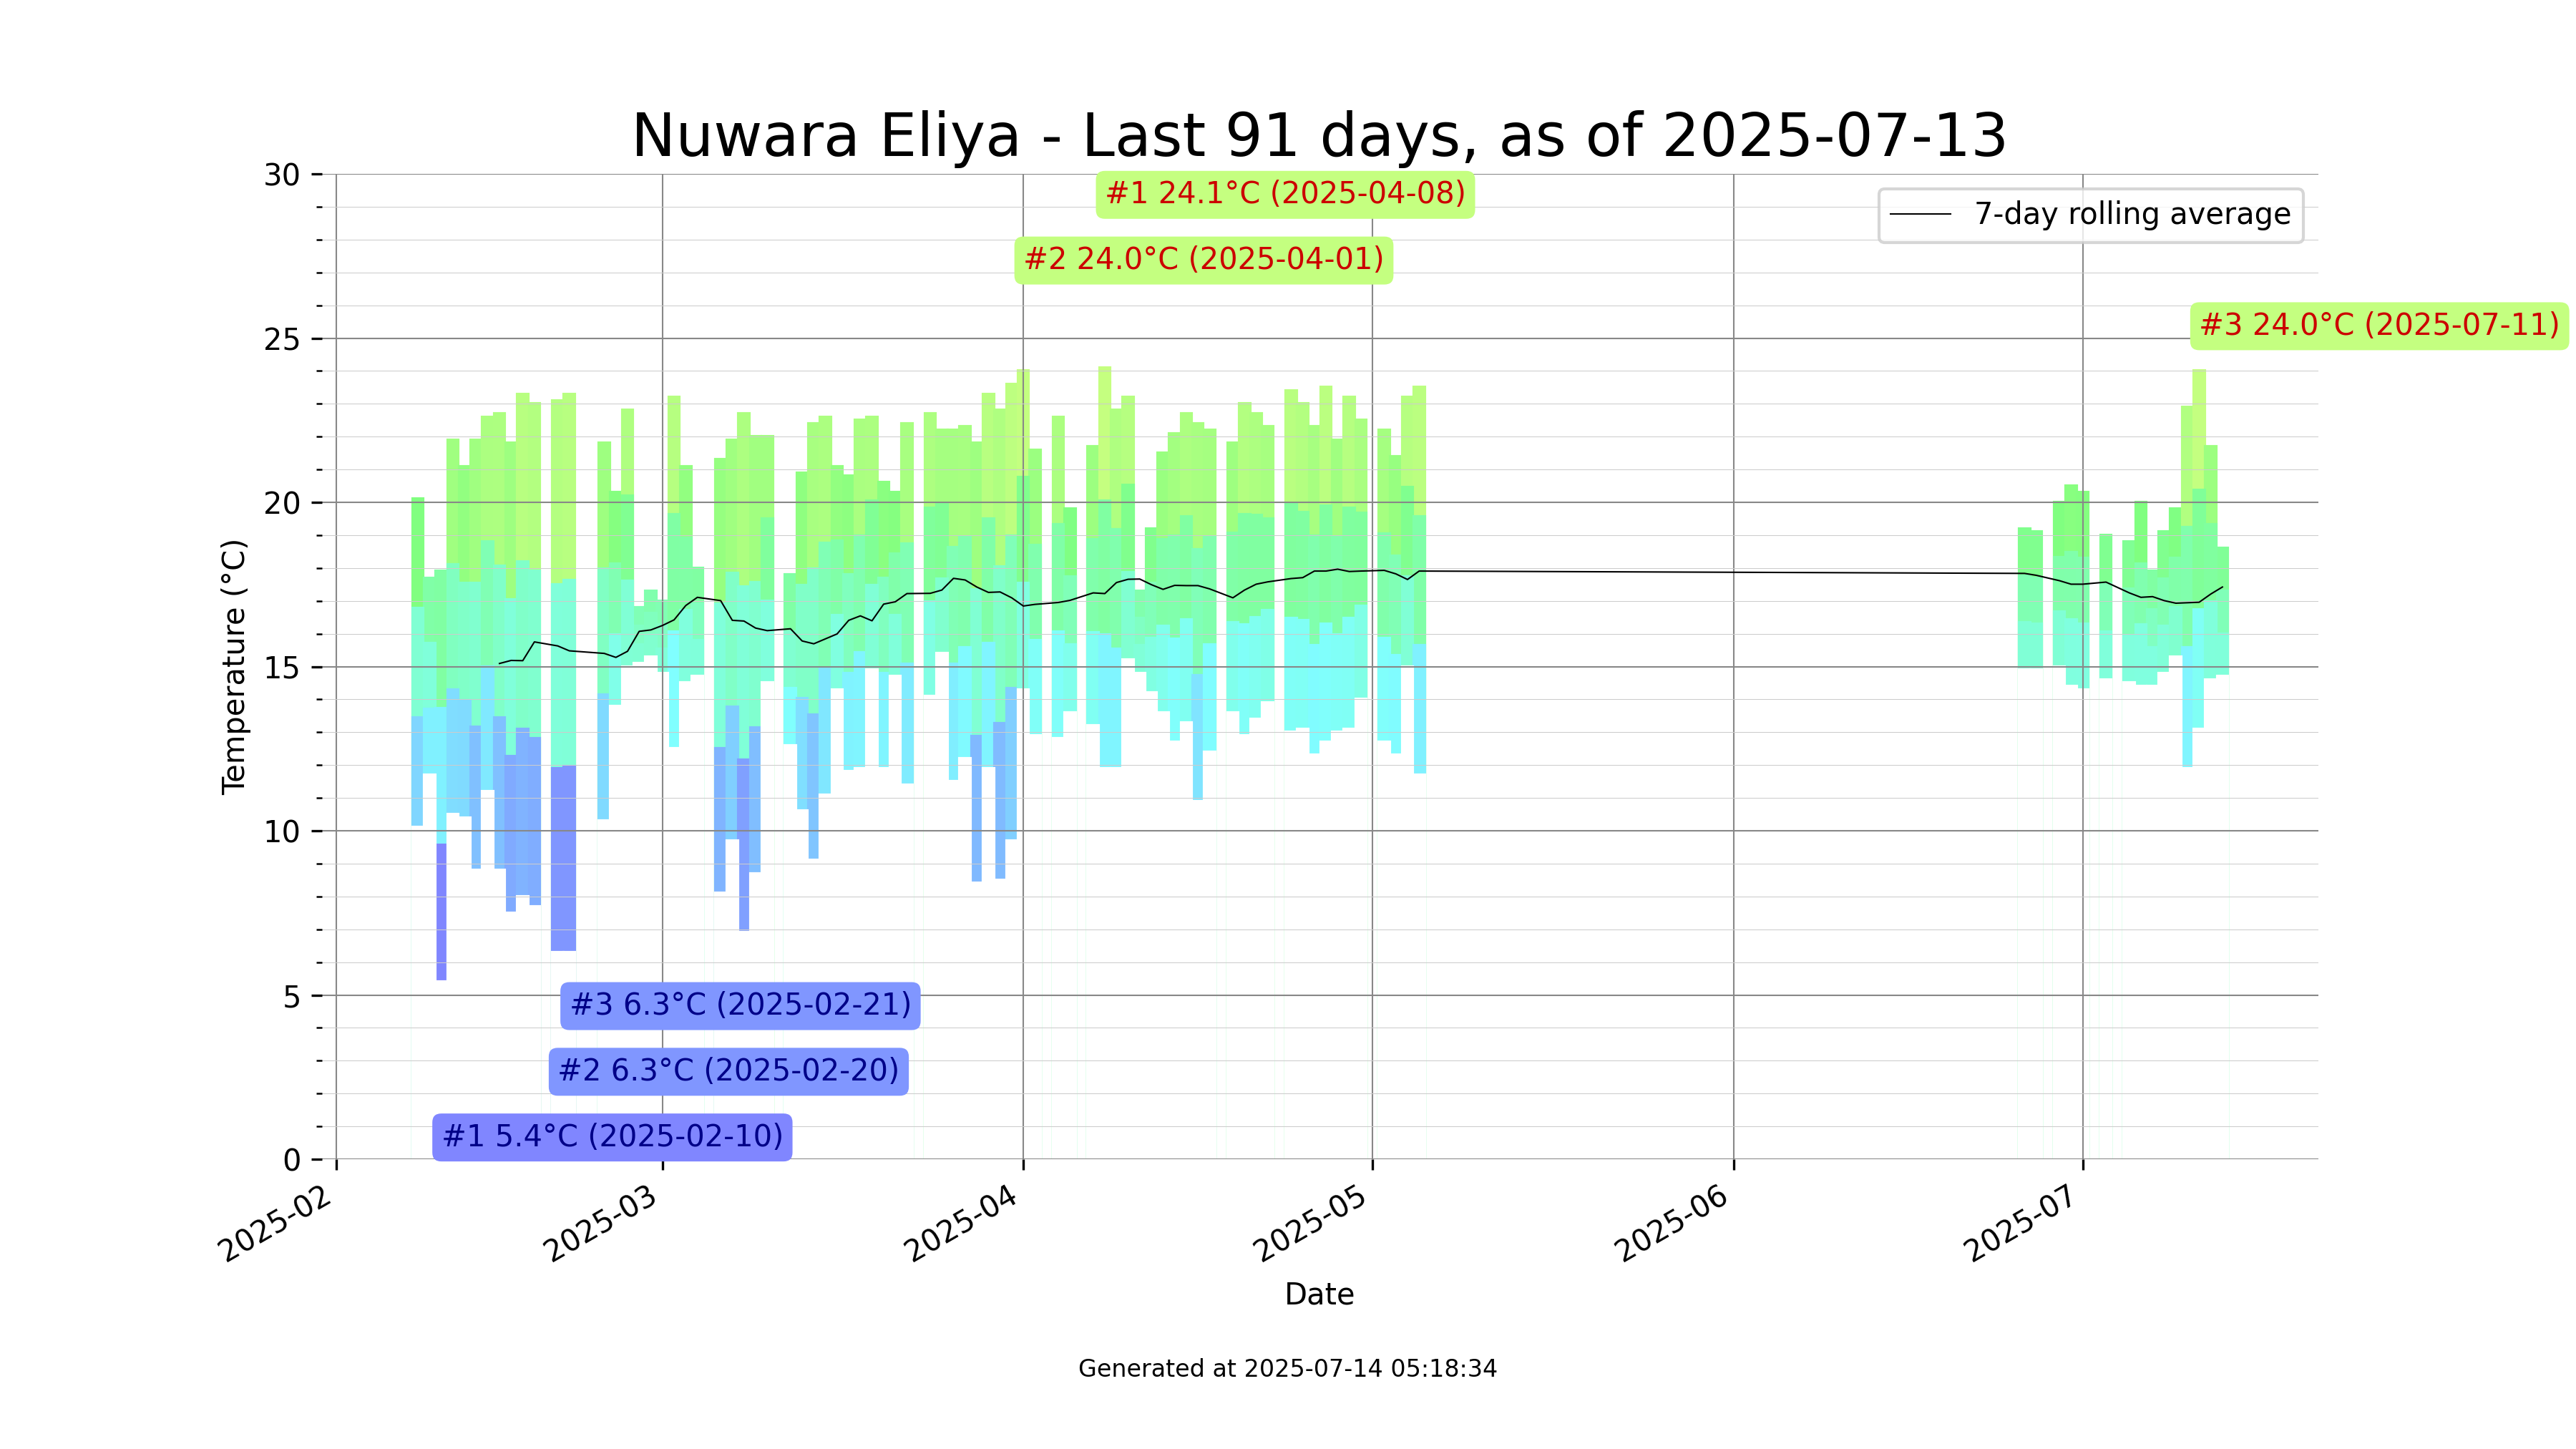 Nuwara Eliya - Last 91 days, as of 2025-07-13
30
#1 24.1°C (2025-04-08)
7-day rolling average
#2 24.0°C (2025-04-01)
#3 24.0°C (2025-07-11)
25
20
Temperature (°C)
15
10
5
#3 6.3°C (2025-02-21)
#2 6.3°C (2025-02-20)
#1 5.4°C (2025-02-10)
0
2025-02
2025-03
2025-04
2025-05
2025-06
2025-07
Date
Generated at 2025-07-14 05:18:34